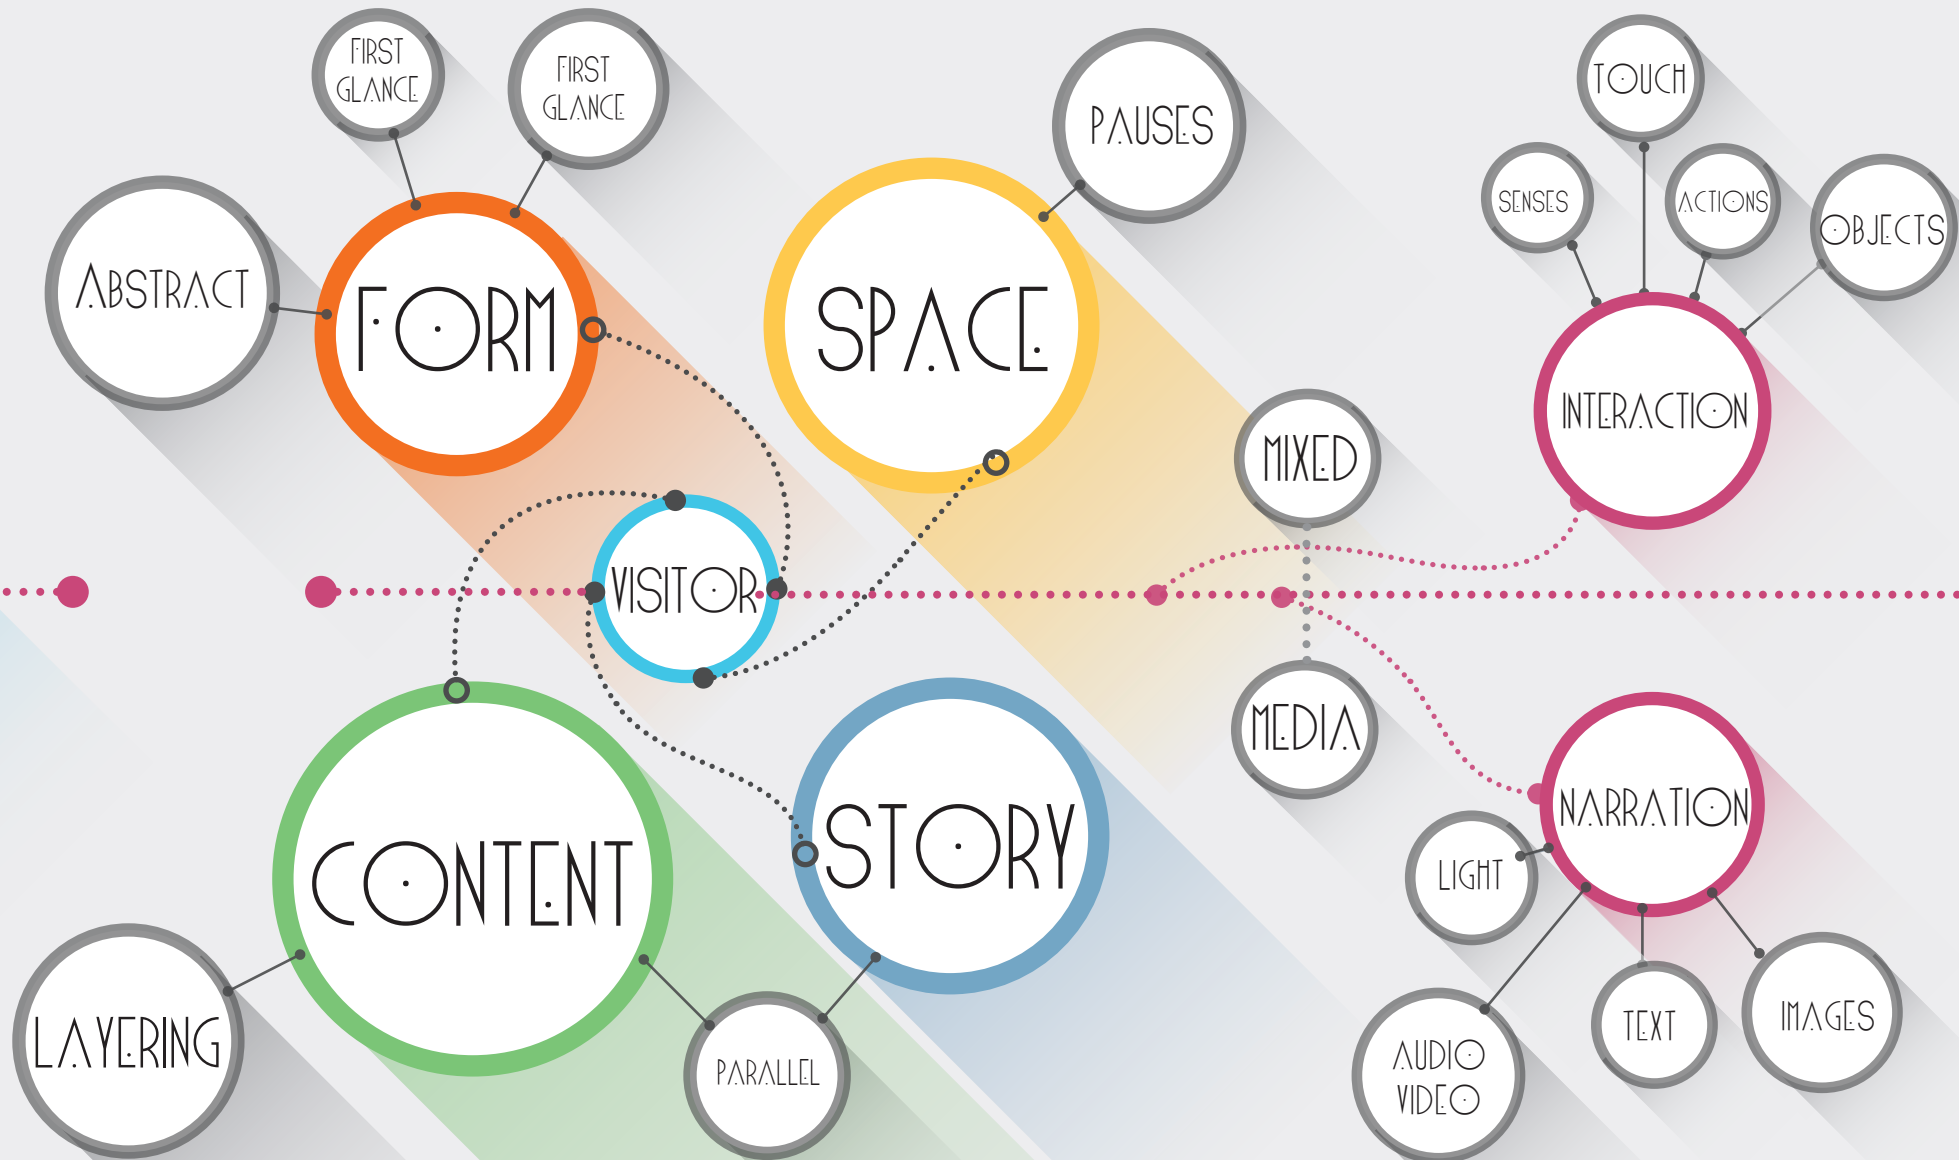 FIRST
GLANCE
FIRST
GLANCE
PAUSES
TOUCH
SENSES
ACTIONS
OBJECTS
ABSTRACT
FORM
SPACE
MIXED
INTERACTION
VISITOR
MEDIA
NARRATION
CONTENT
STORY
LIGHT
LAYERING
PARALLEL
AUDIO
VIDEO
TEXT
IMAGES